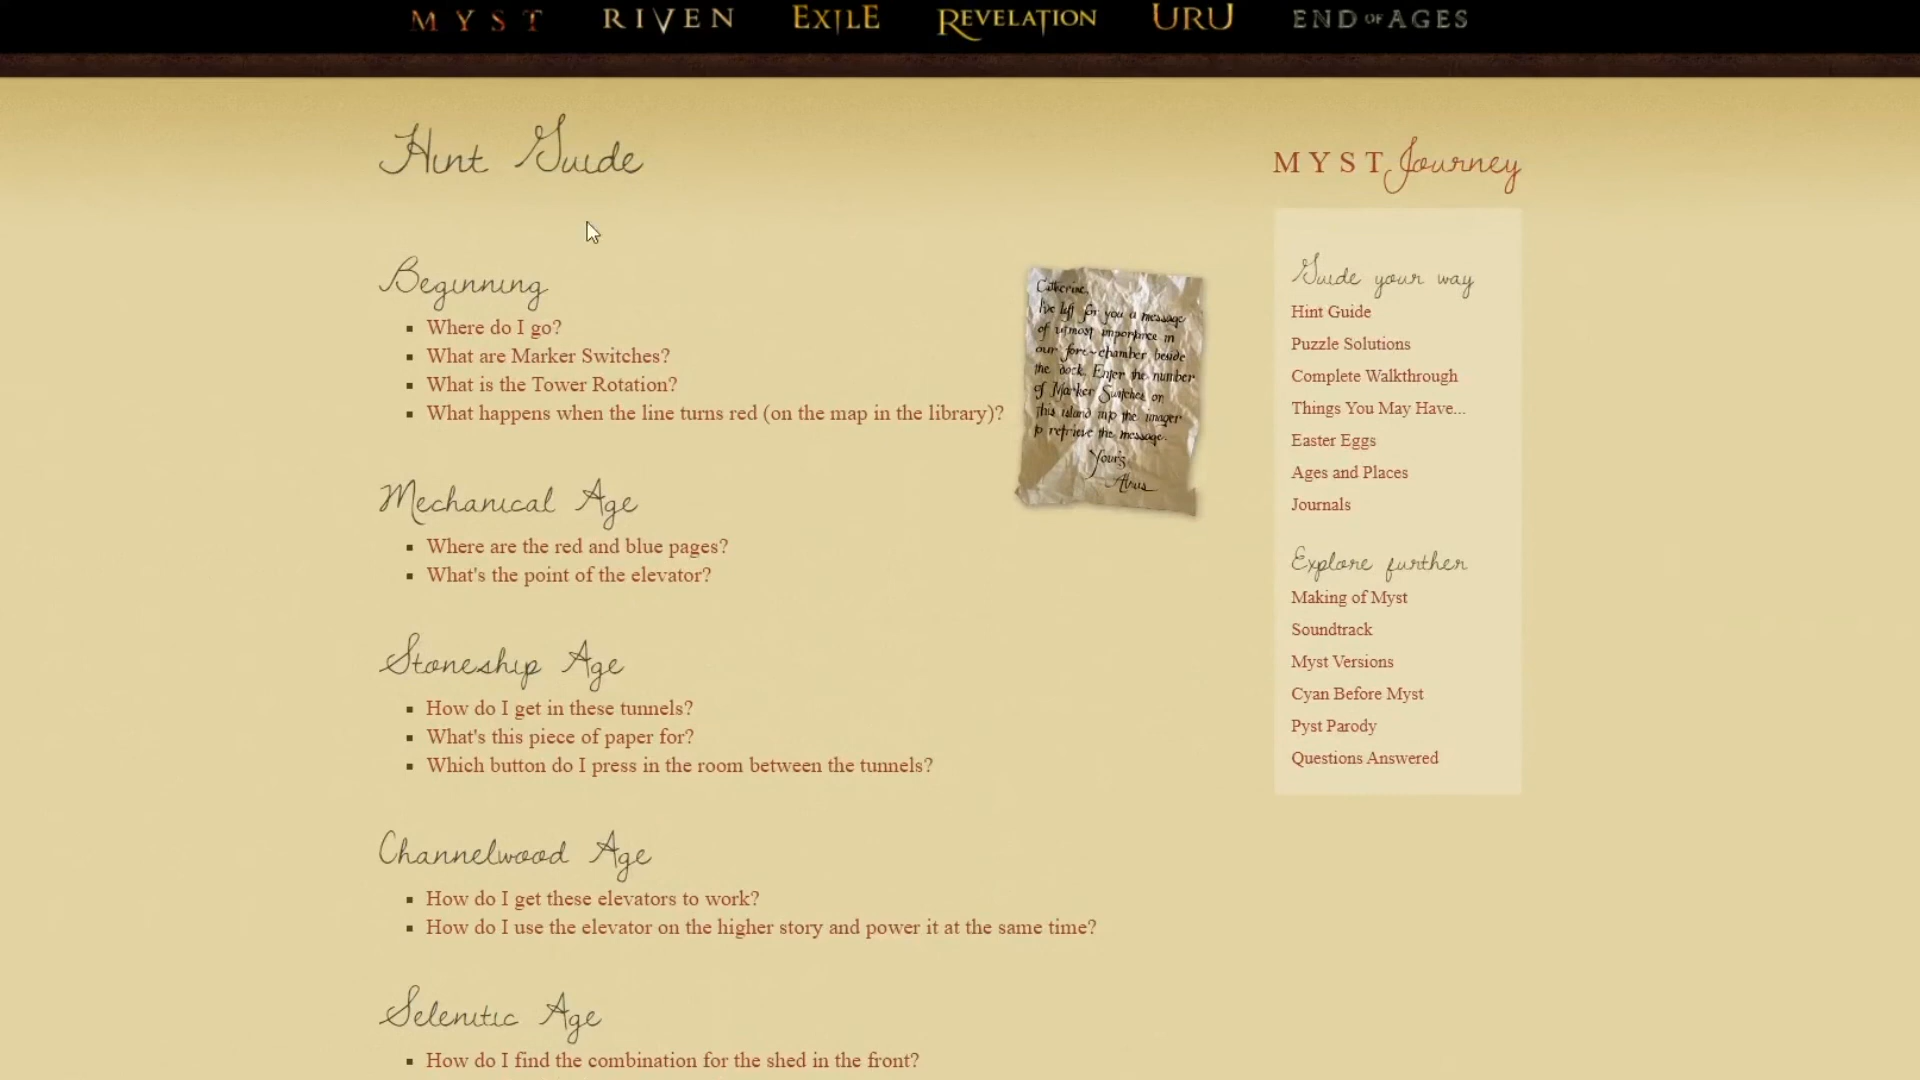 MYST RIVEN EXILE REVELATION URU END OF AGES
Hint Guide
Beginning
Where do I go?
What are Marker Switches?
What is the Tower Rotation?
What happens when the line turns red (on the map in the library)?
Catherine,
I've left for you a message
of utmost importance in
our fore-chamber beside
the dock. Enter the number
of Marker Switches on
this island into the imager
to retrieve the message.
Yours,
Atrus
Mechanical Age
Where are the red and blue pages?
What's the point of the elevator?
Stoneship Age
How do I get in these tunnels?
What's this piece of paper for?
Which button do I press in the room between the tunnels?
Channelwood Age
How do I get these elevators to work?
How do I use the elevator on the higher story and power it at the same time?
Selenitic Age
How do I find the combination for the shed in the front?
MYST Journey
Guide your way
Hint Guide
Puzzle Solutions
Complete Walkthrough
Things You May Have...
Easter Eggs
Ages and Places
Journals
Explore further
Making of Myst
Soundtrack
Myst Versions
Cyan Before Myst
Pyst Parody
Questions Answered